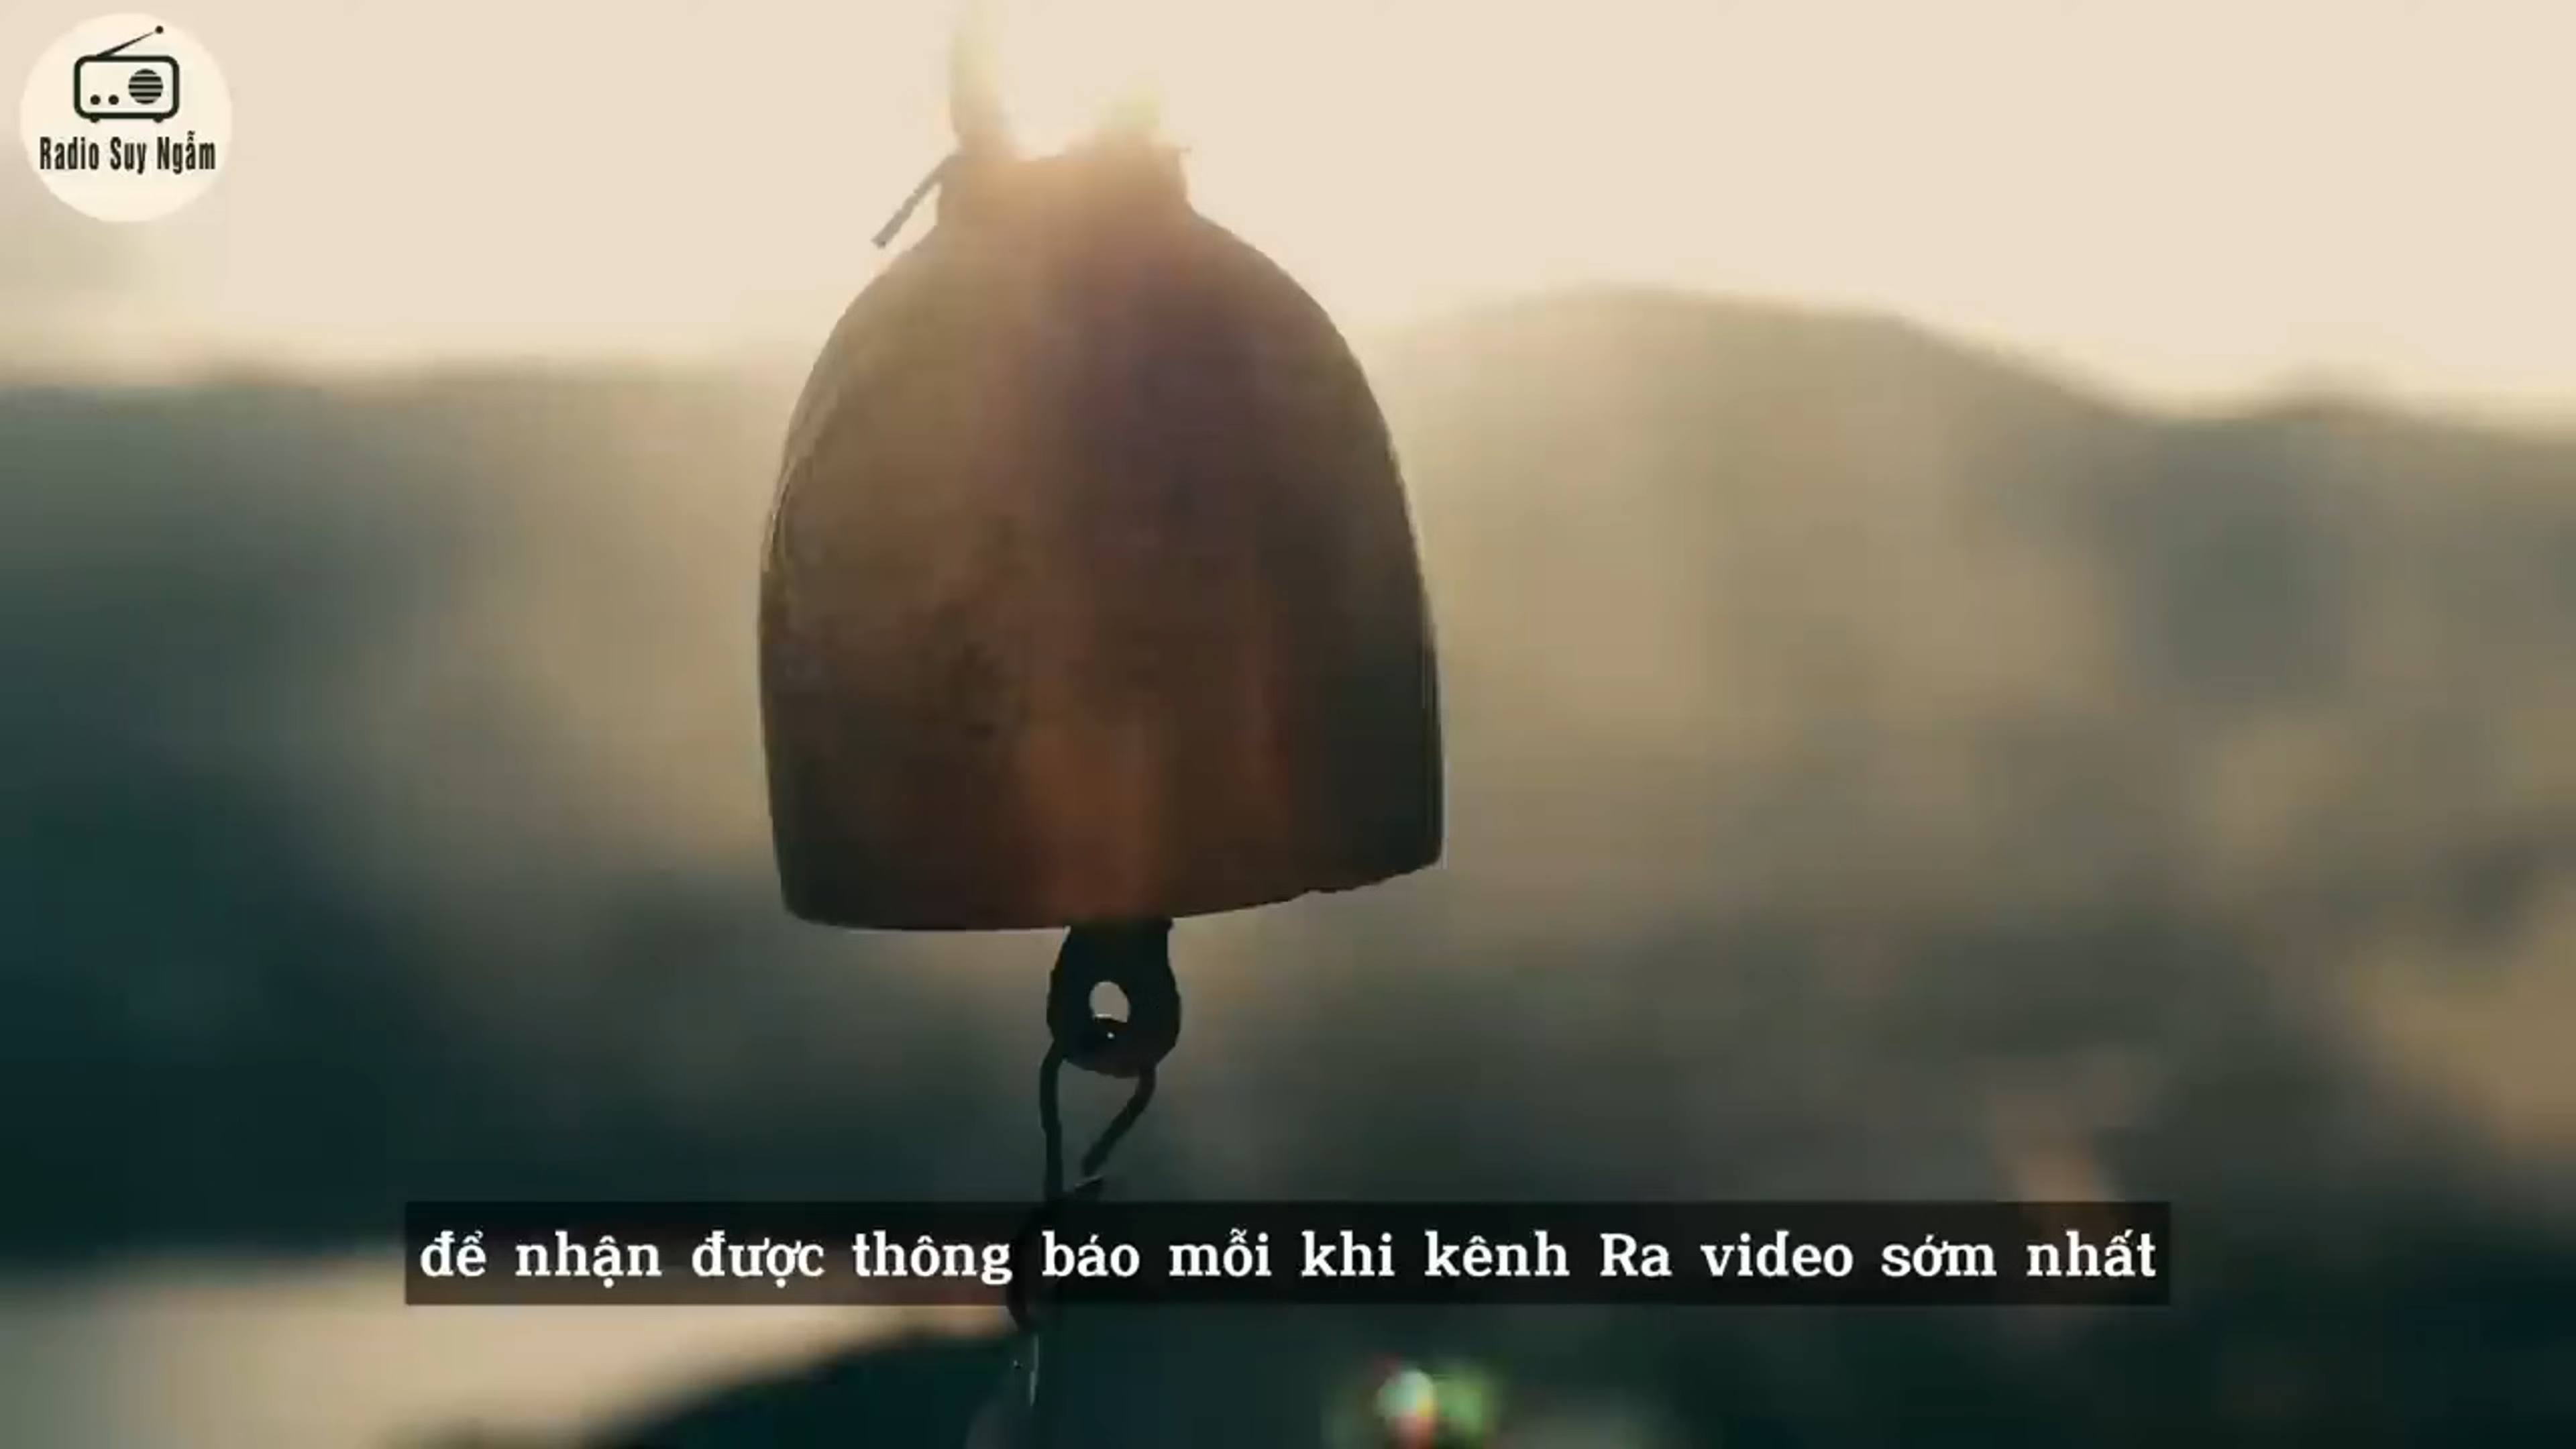 Radio Suy Ngẫm
để nhận được thông báo mỗi khi kênh Ra video sớm nhất